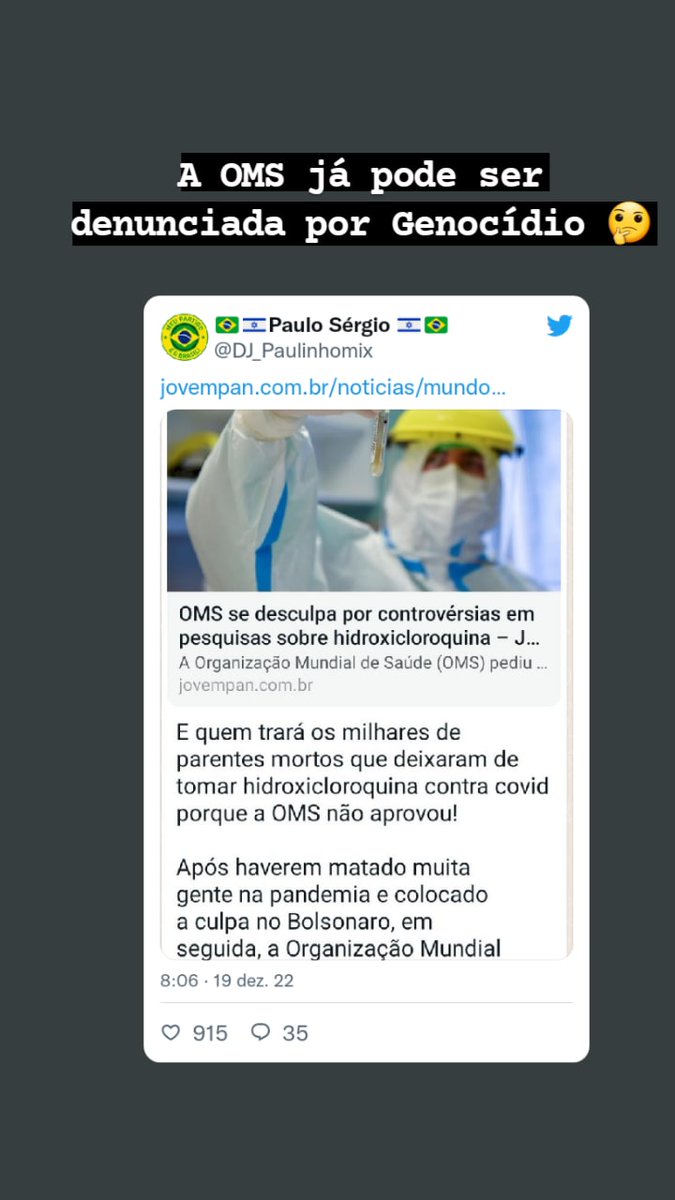 A OMS já pode ser
denunciada por Genocídio 🤔
🇧🇷🇮🇱Paulo Sérgio 🇮🇱🇧🇷
@DJ_Paulinhomix
MEU PARTIDO
É O BRASIL
jovempan.com.br/noticias/mundo...
OMS se desculpa por controvérsias em
pesquisas sobre hidroxicloroquina – J...
A Organização Mundial de Saúde (OMS) pediu ...
jovempan.com.br
E quem trará os milhares de
parentes mortos que deixaram de
tomar hidroxicloroquina contra covid
porque a OMS não aprovou!
Após haverem matado muita
gente na pandemia e colocado
a culpa no Bolsonaro, em
seguida, a Organização Mundial
8:06 · 19 dez. 22
915
35